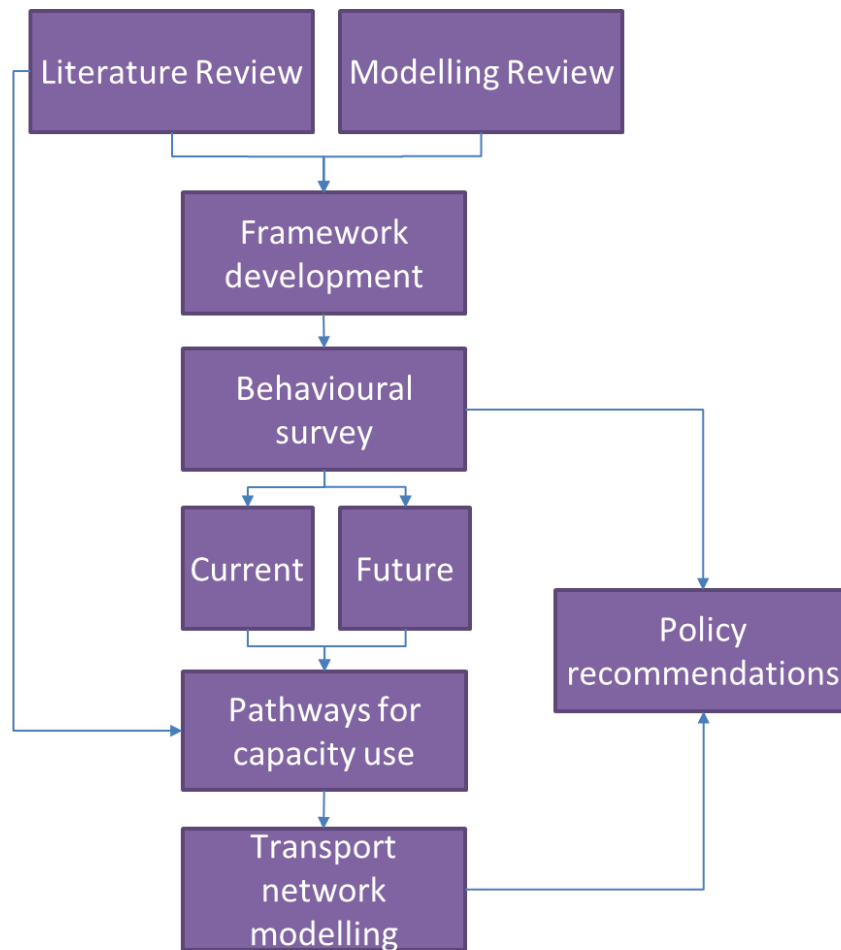 Literature Review
Modelling Review
Framework
development
Behavioural
survey
Current
Future
Policy
recommendations
Pathways for
capacity use
Transport
network
modelling